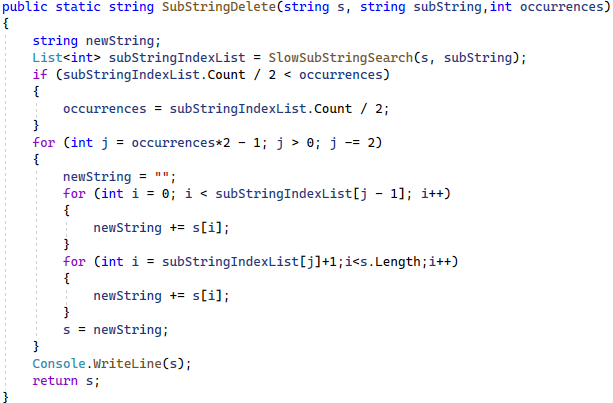 public static string SubStringDelete(string s, string subString,int occurrences)
{
    string newString;
    List<int> subStringIndexList = SlowSubStringSearch(s, subString);
    if (subStringIndexList.Count / 2 < occurrences)
    {
        occurrences = subStringIndexList.Count / 2;
    }
    for (int j = occurrences*2 - 1; j > 0; j -= 2)
    {
        newString = "";
        for (int i = 0; i < subStringIndexList[j - 1]; i++)
        {
            newString += s[i];
        }
        for (int i = subStringIndexList[j]+1;i<s.Length;i++)
        {
            newString += s[i];
        }
        s = newString;
    }
    Console.WriteLine(s);
    return s;
}